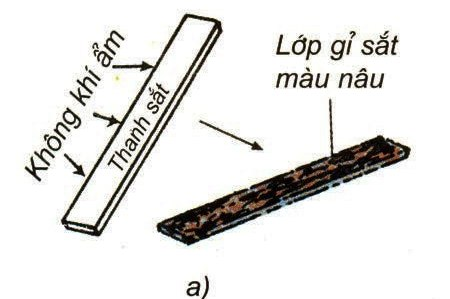 Không khí ẩm
Thanh sắt
Lớp gỉ sắt
màu nâu
a)